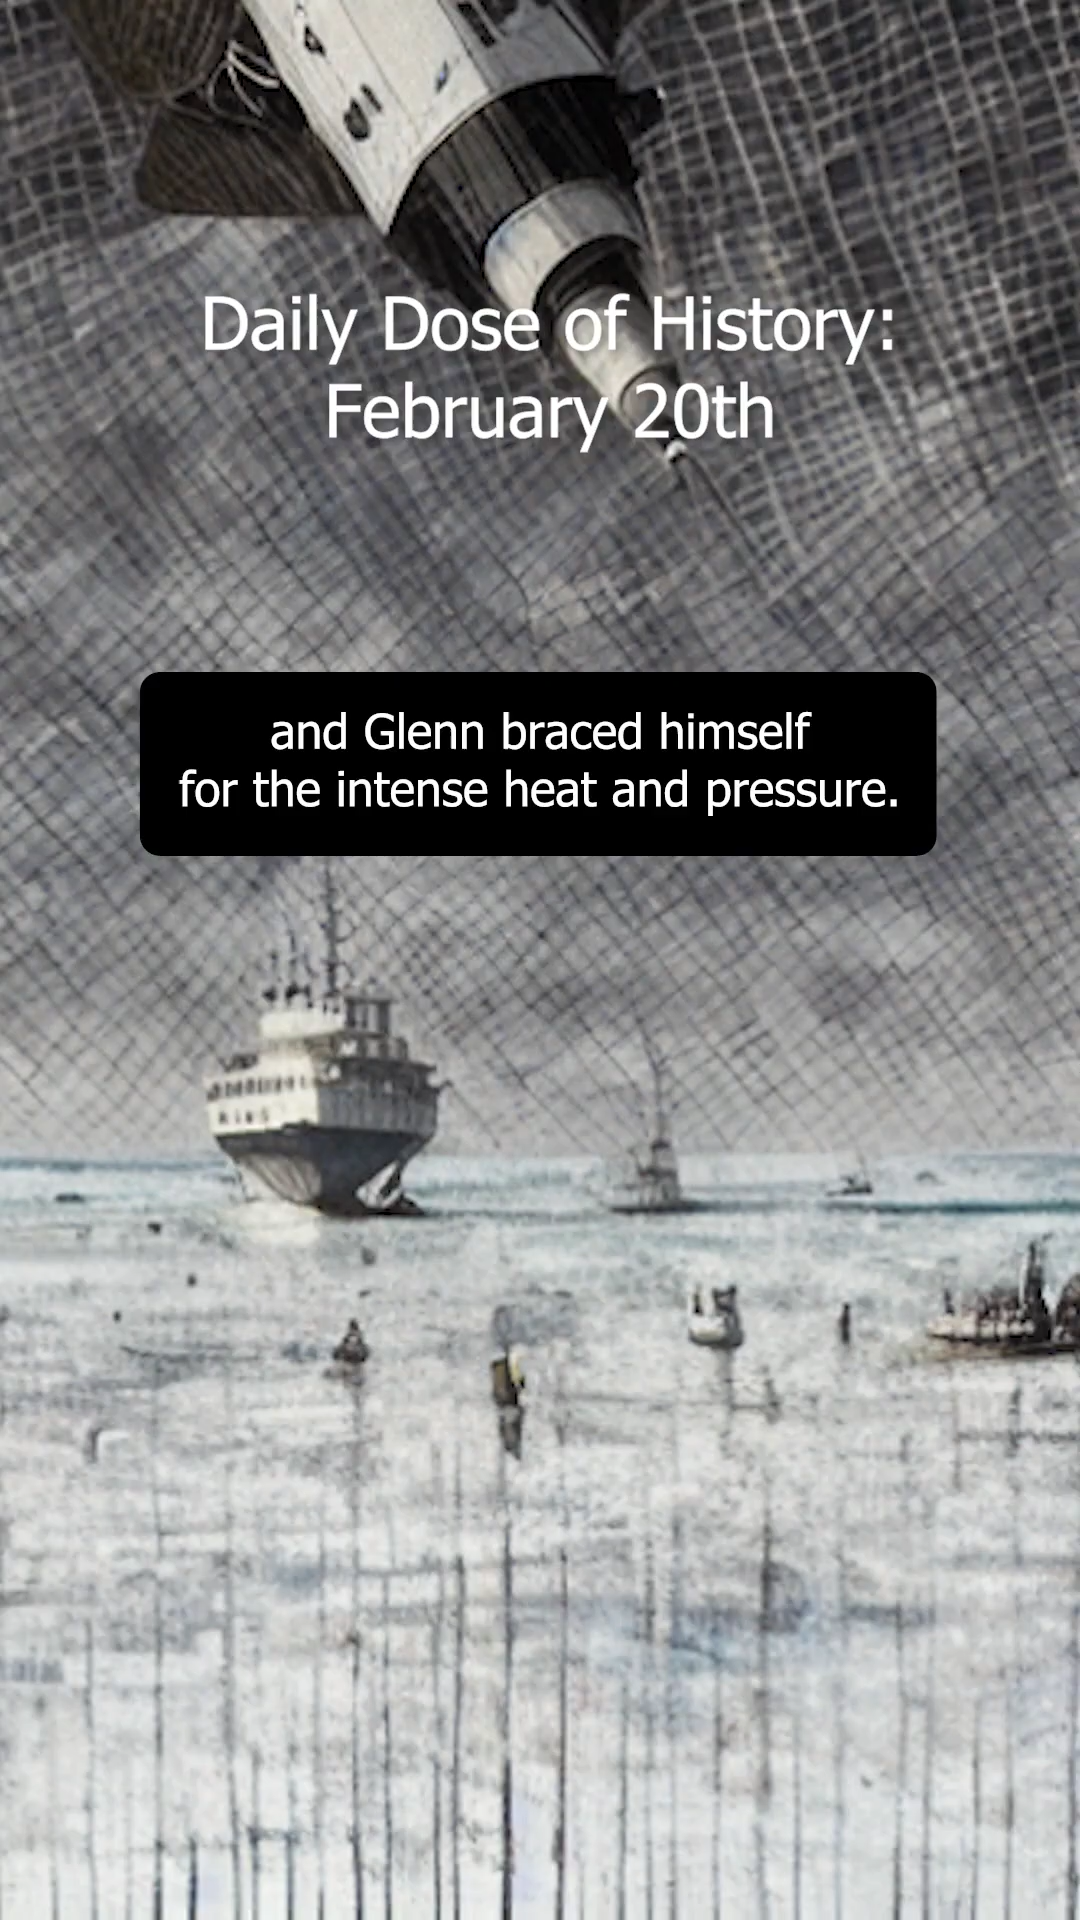 Daily Dose of History:
February 20th
and Glenn braced himself
for the intense heat and pressure.